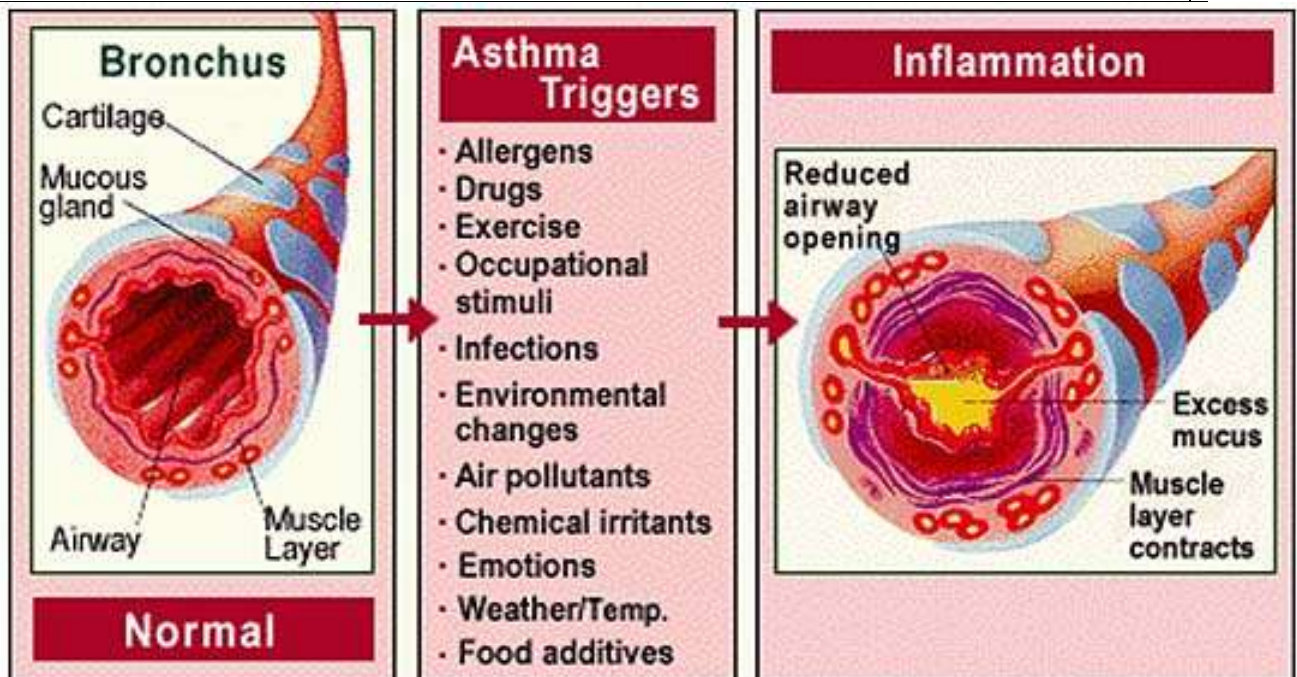 Bronchus
Cartilage
Mucous
gland
Airway
Muscle
Layer
Normal
Asthma
Triggers
· Allergens
· Drugs
· Exercise
· Occupational
stimuli
· Infections
· Environmental
changes
· Air pollutants
· Chemical irritants
· Emotions
· Weather/Temp.
· Food additives
Inflammation
Reduced
airway
opening
Excess
mucus
Muscle
layer
contracts